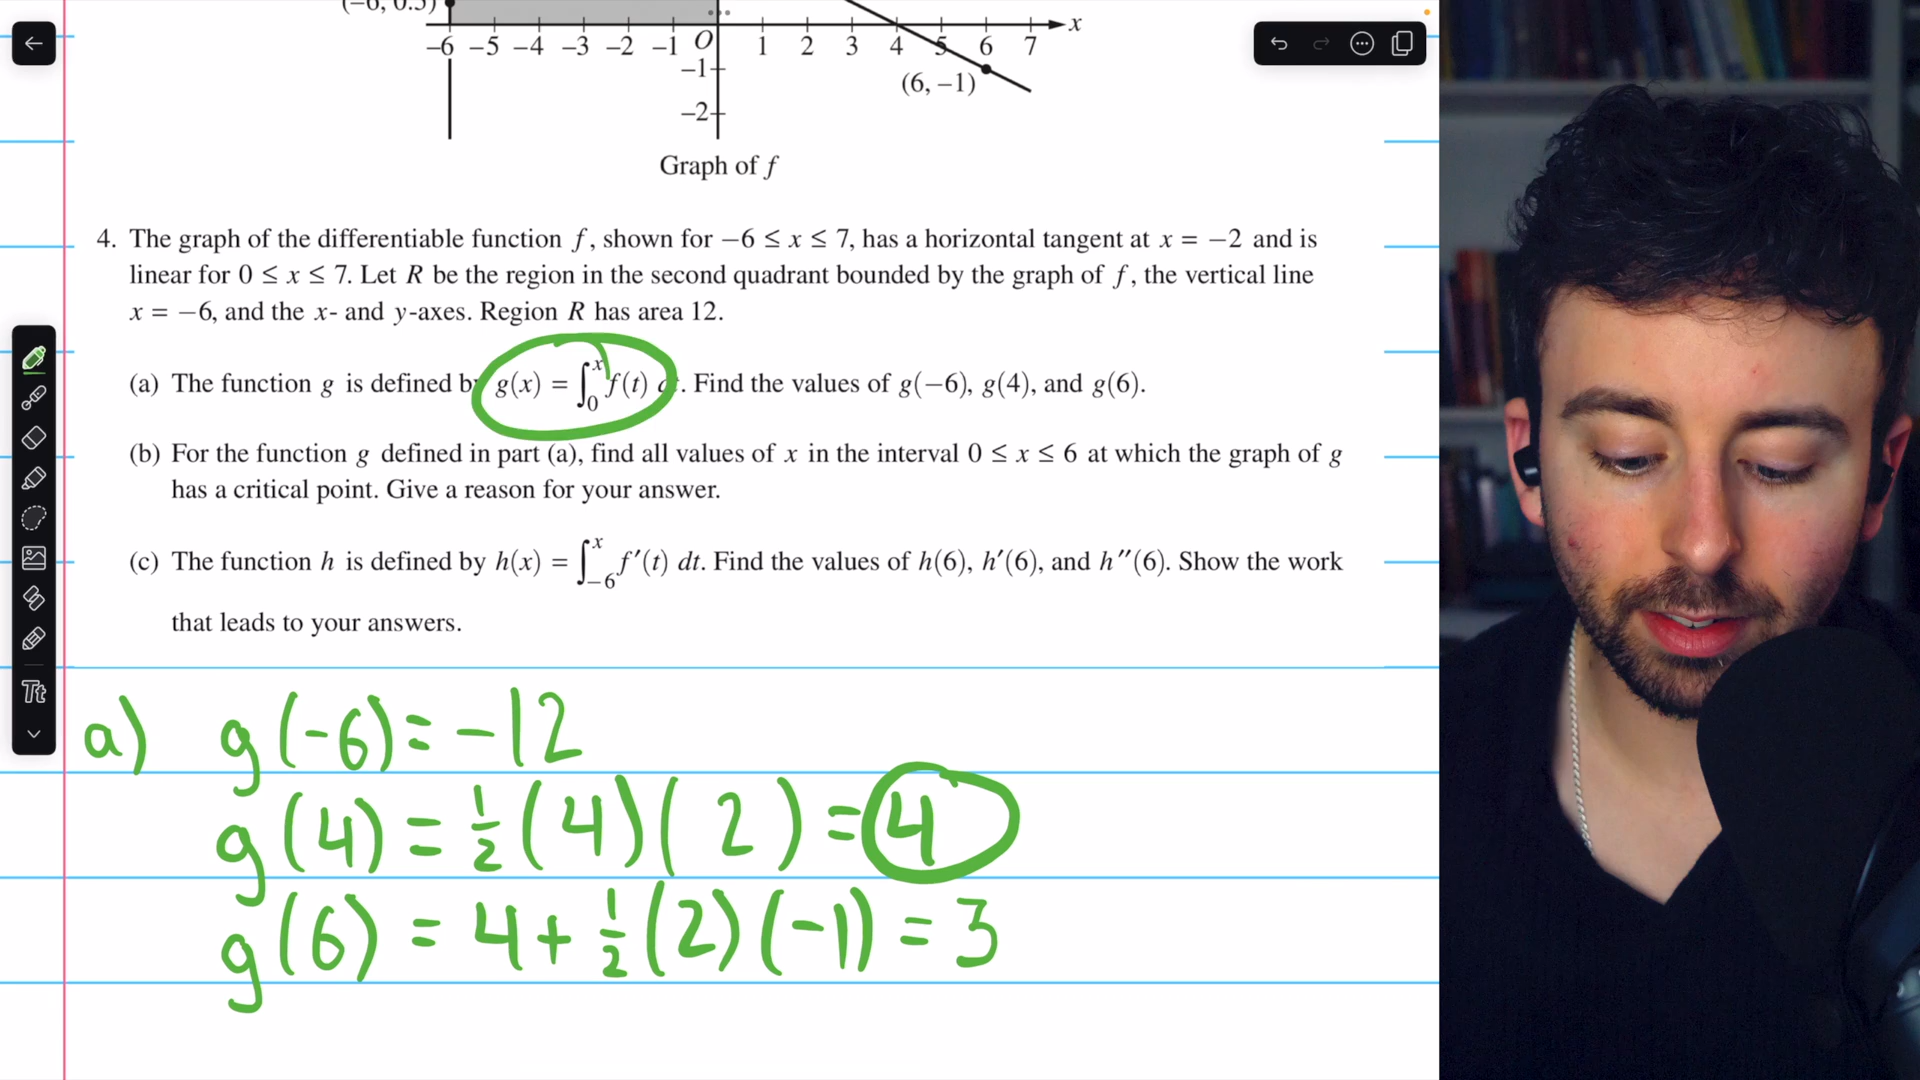 (−6, 0.5)
−6 −5 −4 −3 −2 −1 O 1 2 3 4 5 6 7 x
−1
(6, −1)
−2
Graph of f
4. The graph of the differentiable function f, shown for −6 ≤ x ≤ 7, has a horizontal tangent at x = −2 and is
linear for 0 ≤ x ≤ 7. Let R be the region in the second quadrant bounded by the graph of f, the vertical line
x = −6, and the x- and y-axes. Region R has area 12.
(a) The function g is defined by g(x) = ∫₀ˣ f(t) dt. Find the values of g(−6), g(4), and g(6).
(b) For the function g defined in part (a), find all values of x in the interval 0 ≤ x ≤ 6 at which the graph of g
has a critical point. Give a reason for your answer.
(c) The function h is defined by h(x) = ∫₋₆ˣ f′(t) dt. Find the values of h(6), h′(6), and h″(6). Show the work
that leads to your answers.
Tt
a) g(-6) = -12
g(4) = 1/2 (4)(2) = 4
g(6) = 4 + 1/2 (2)(-1) = 3